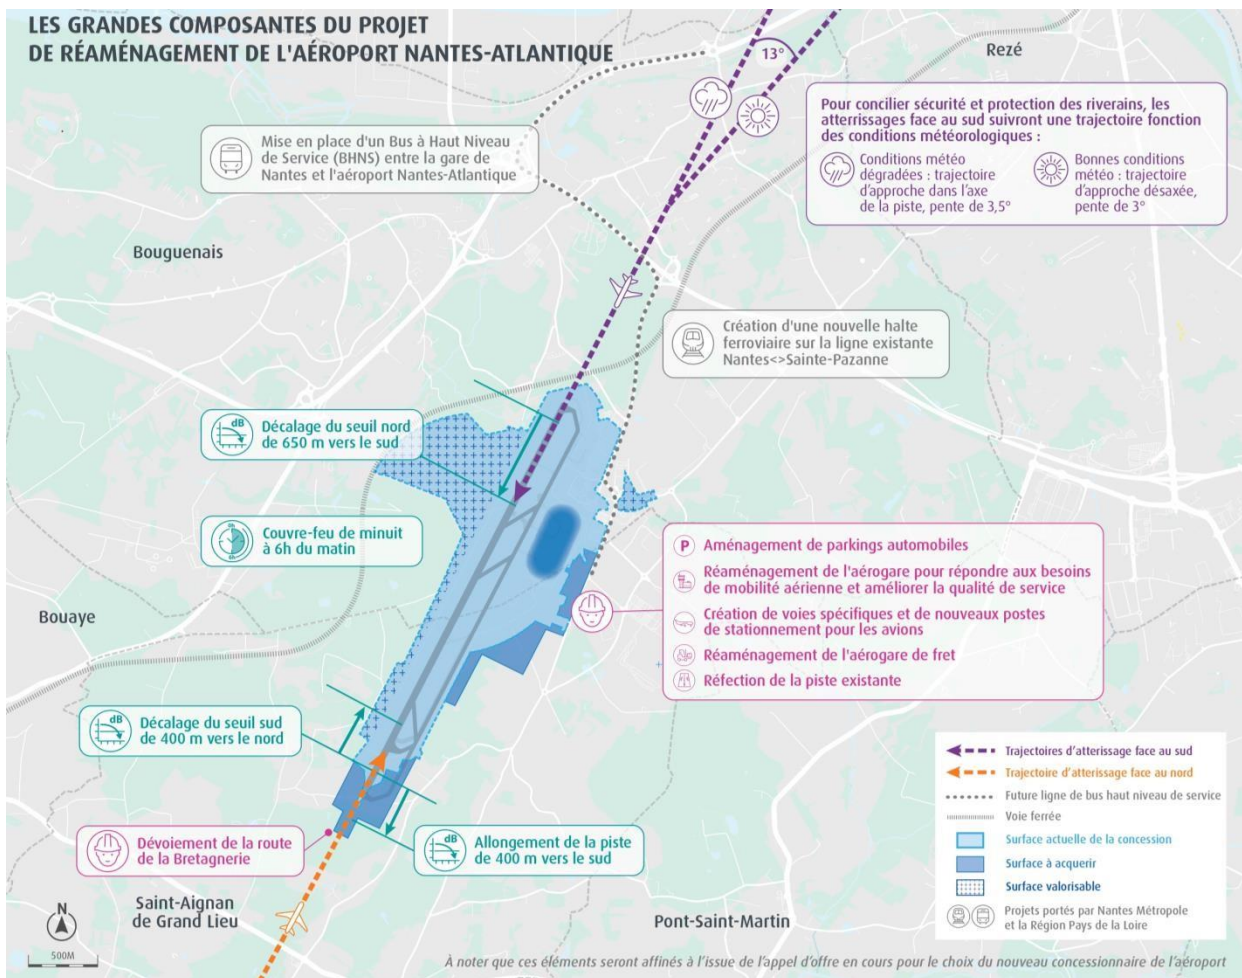 LES GRANDES COMPOSANTES DU PROJET
DE RÉAMÉNAGEMENT DE L'AÉROPORT NANTES-ATLANTIQUE
13°
Rezé
Pour concilier sécurité et protection des riverains, les
atterrissages face au sud suivront une trajectoire fonction
des conditions météorologiques :
Conditions météo
dégradées : trajectoire
d'approche dans l'axe
de la piste, pente de 3,5°
Bonnes conditions
météo : trajectoire
d'approche désaxée,
pente de 3°
Mise en place d'un Bus à Haut Niveau
de Service (BHNS) entre la gare de
Nantes et l'aéroport Nantes-Atlantique
Bouguenais
Création d'une nouvelle halte
ferroviaire sur la ligne existante
Nantes<>Sainte-Pazanne
dB
Décalage du seuil nord
de 650 m vers le sud
Couvre-feu de minuit
à 6h du matin
P
Aménagement de parkings automobiles
Réaménagement de l'aérogare pour répondre aux besoins
de mobilité aérienne et améliorer la qualité de service
Création de voies spécifiques et de nouveaux postes
de stationnement pour les avions
Réaménagement de l'aérogare de fret
Réfection de la piste existante
Bouaye
dB
Décalage du seuil sud
de 400 m vers le nord
Dévoiement de la route
de la Bretagnerie
dB
Allongement de la piste
de 400 m vers le sud
Trajectoires d'atterissage face au sud
Trajectoire d'atterissage face au nord
Future ligne de bus haut niveau de service
Voie ferrée
Surface actuelle de la concession
Surface à acquerir
Surface valorisable
Projets portés par Nantes Métropole
et la Région Pays de la Loire
Saint-Aignan
de Grand Lieu
Pont-Saint-Martin
N
500M
À noter que ces éléments seront affinés à l'issue de l'appel d'offre en cours pour le choix du nouveau concessionnaire de l'aéroport